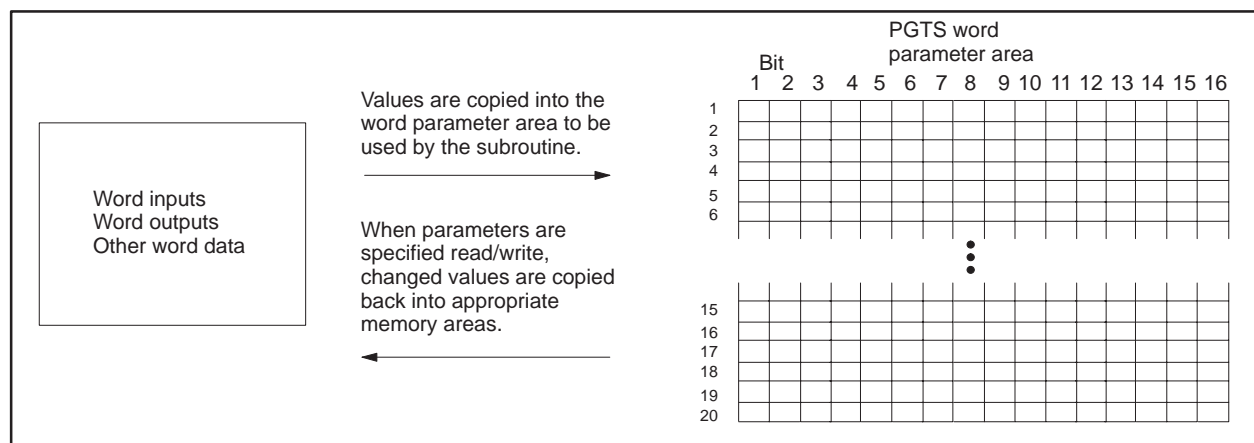 Word inputs
Word outputs
Other word data
Values are copied into the
word parameter area to be
used by the subroutine.
When parameters are
specified read/write,
changed values are copied
back into appropriate
memory areas.
PGTS word
parameter area
Bit
1 2 3 4 5 6 7 8 9 10 11 12 13 14 15 16
1
2
3
4
5
6
15
16
17
18
19
20